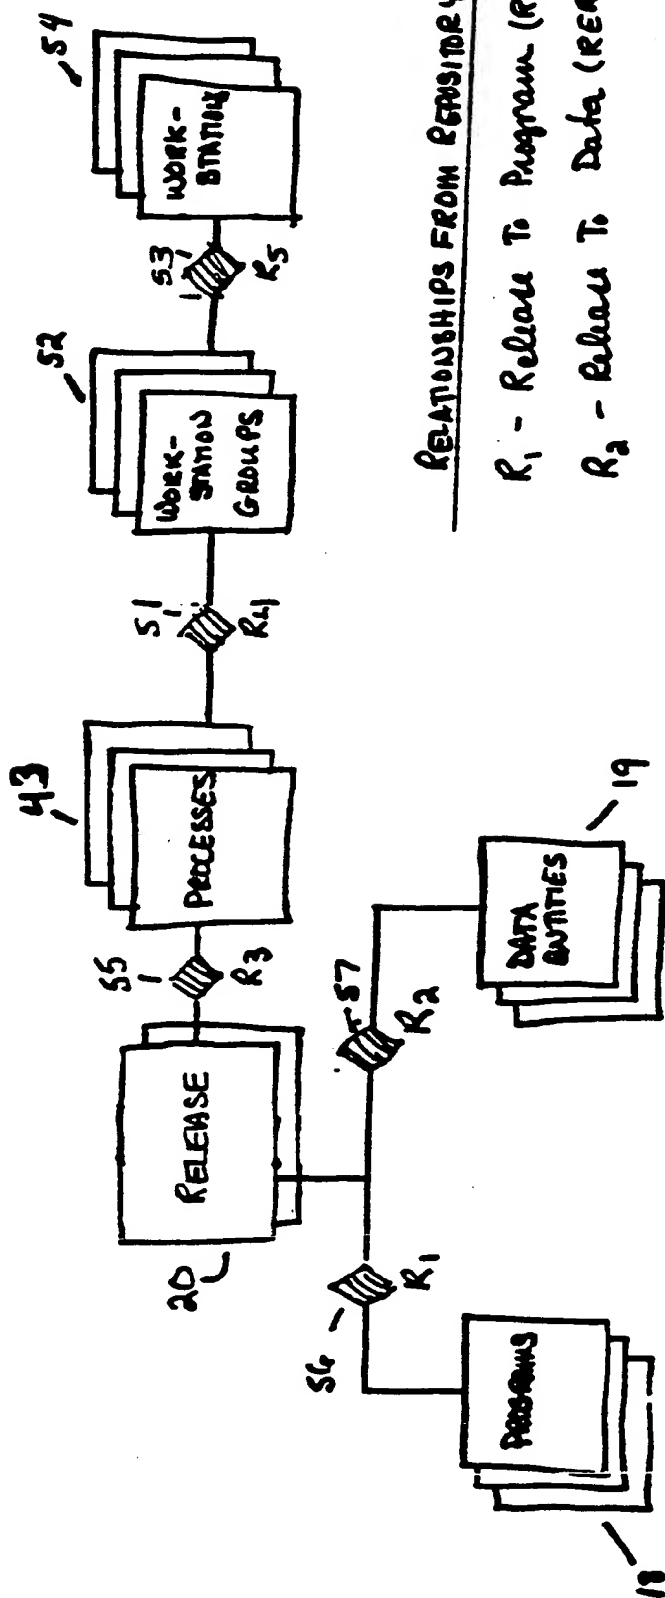 54
WORK-
STATION
53
R5
52
WORK-
STATION
GROUPS
51
R4
43
PROCESSES
55
R3
RELEASE
20
57
R2
DATA
ENTITIES
19
56
R1
PROGRAMS
18
RELATIONSHIPS FROM REPOSITORY
R1 - Release To Program (R
R2 - Release To Data (RER